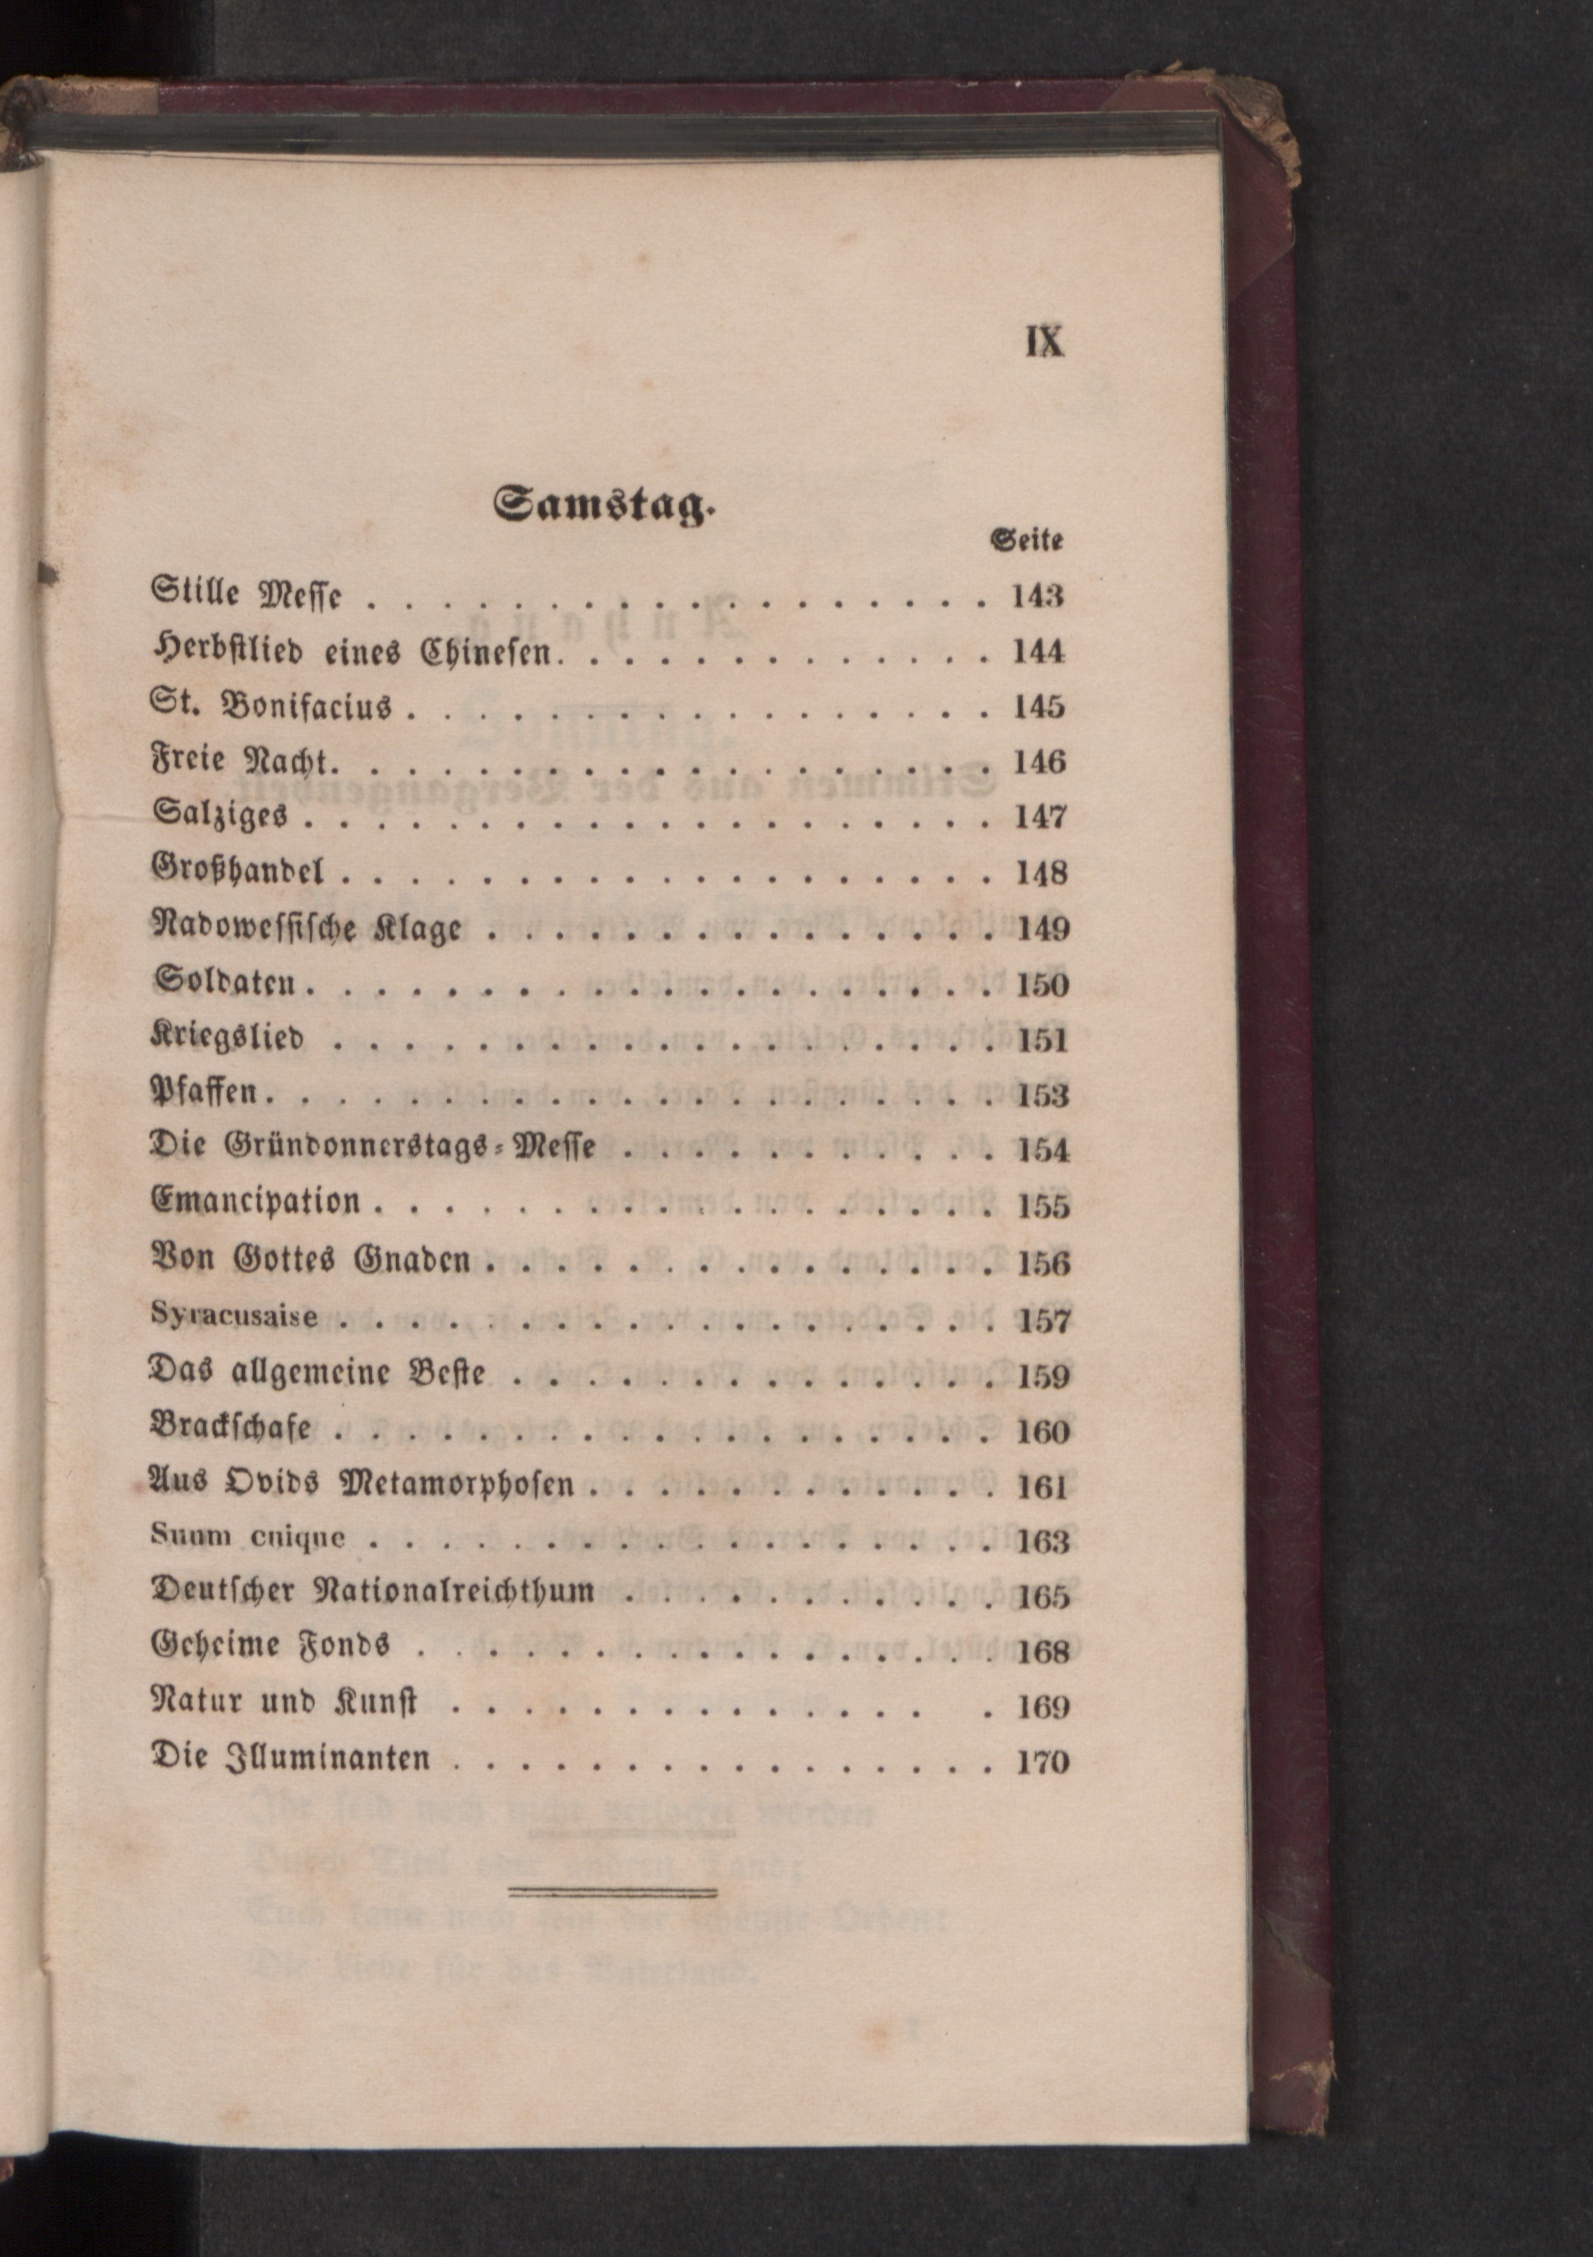 IX
Samstag.
Seite
Stille Messe . . . . . . . . . . . . . . . . . . 143
Herbstlied eines Chinesen. . . . . . . . . . . . . 144
St. Bonifacius . . . . . . . . . . . . . . . . . 145
Freie Nacht. . . . . . . . . . . . . . . . . . . 146
Salziges . . . . . . . . . . . . . . . . . . . . 147
Großhandel . . . . . . . . . . . . . . . . . . . 148
Nadowessische Klage . . . . . . . . . . . . . . . 149
Soldaten . . . . . . . . . . . . . . . . . . . . 150
Kriegslied . . . . . . . . . . . . . . . . . . . 151
Pfaffen. . . . . . . . . . . . . . . . . . . . . 153
Die Gründonnerstags-Messe . . . . . . . . . . . 154
Emancipation . . . . . . . . . . . . . . . . . . 155
Von Gottes Gnaden . . . . . . . . . . . . . . . 156
Syracusaise . . . . . . . . . . . . . . . . . . . 157
Das allgemeine Beste . . . . . . . . . . . . . . 159
Brackschafe . . . . . . . . . . . . . . . . . . . 160
Aus Ovids Metamorphosen . . . . . . . . . . . . 161
Suum cuique . . . . . . . . . . . . . . . . . . 163
Deutscher Nationalreichthum . . . . . . . . . . . 165
Geheime Fonds . . . . . . . . . . . . . . . . . 168
Natur und Kunst . . . . . . . . . . . . . . . 169
Die Illuminanten . . . . . . . . . . . . . . . . 170